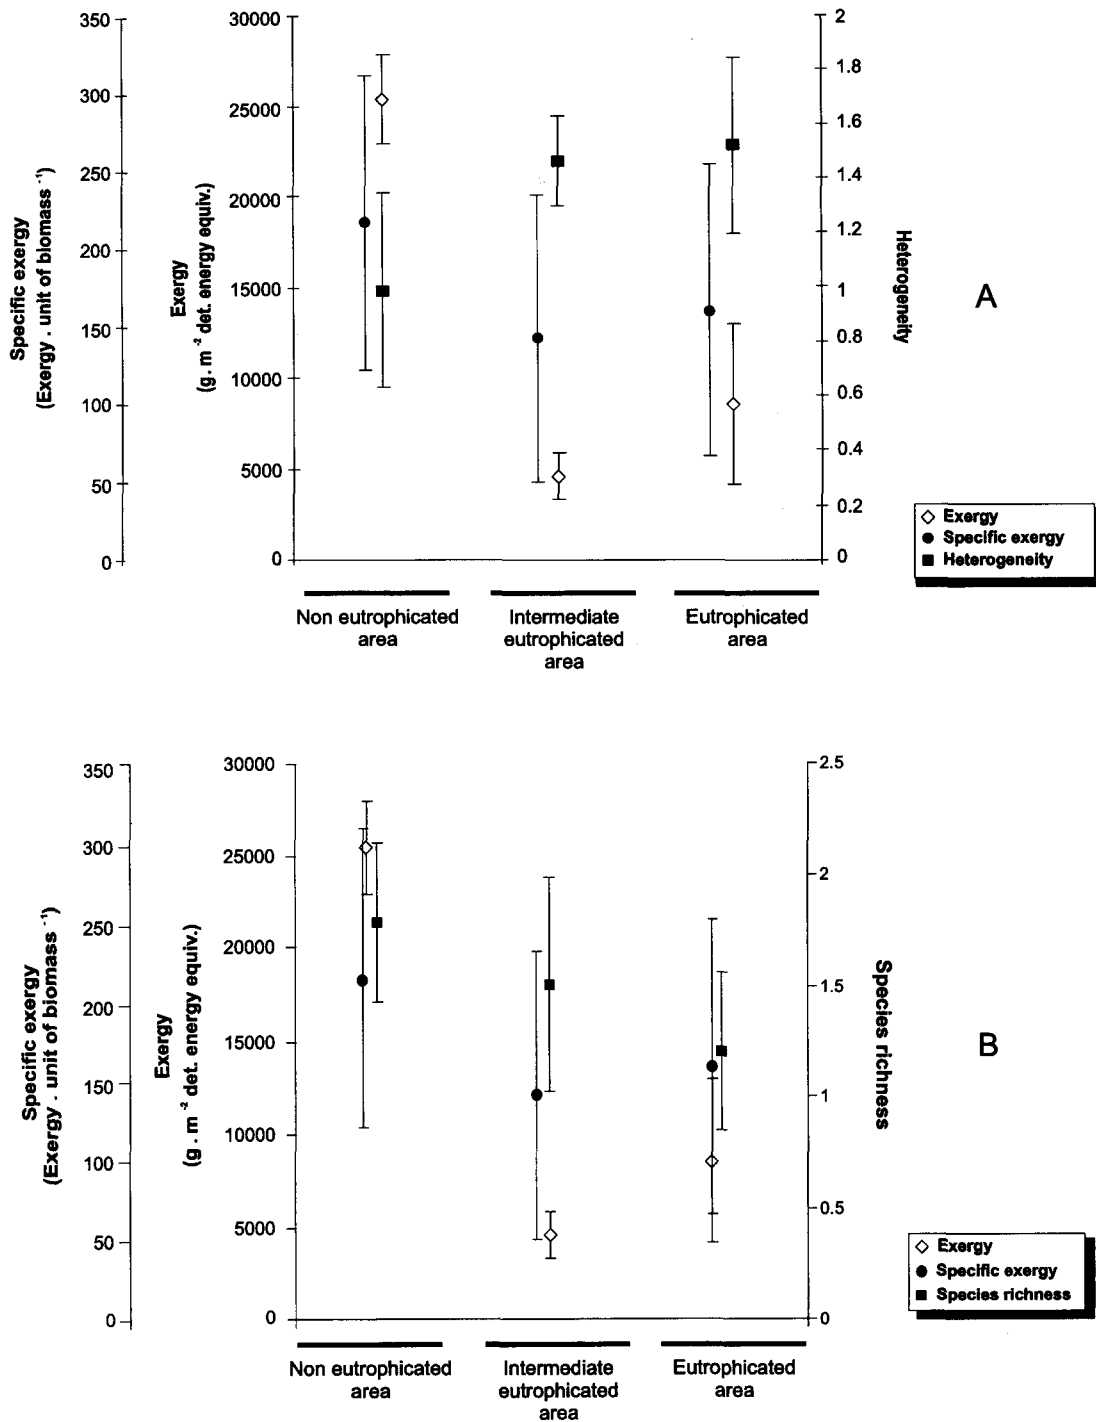 350
300
250
200
150
100
50
0
Specific exergy
(Exergy . unit of biomass -1)
30000
25000
20000
15000
10000
5000
0
Exergy
(g . m -2 det. energy equiv.)
2
1.8
1.6
1.4
1.2
1
0.8
0.6
0.4
0.2
0
Heterogeneity
A
Exergy
Specific exergy
Heterogeneity
Non eutrophicated
area
Intermediate
eutrophicated
area
Eutrophicated
area
350
300
250
200
150
100
50
0
Specific exergy
(Exergy . unit of biomass -1)
30000
25000
20000
15000
10000
5000
0
Exergy
(g . m -2 det. energy equiv.)
2.5
2
1.5
1
0.5
0
Species richness
B
Exergy
Specific exergy
Species richness
Non eutrophicated
area
Intermediate
eutrophicated
area
Eutrophicated
area